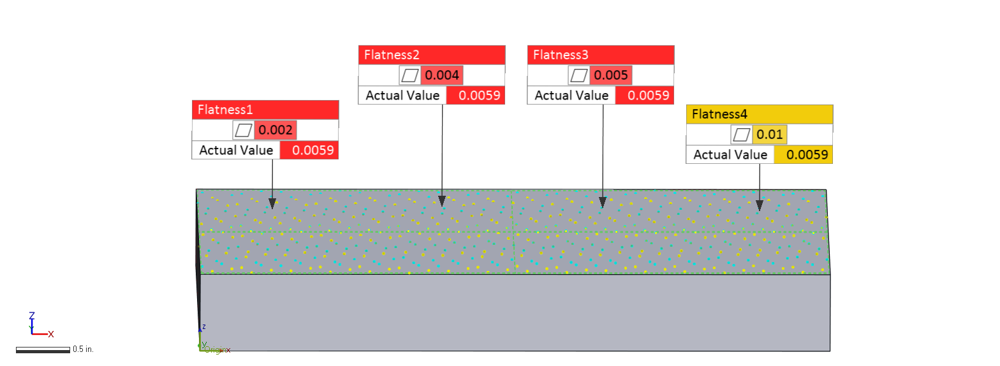 Flatness1
0.002
Actual Value 0.0059
Flatness2
0.004
Actual Value 0.0059
Flatness3
0.005
Actual Value 0.0059
Flatness4
0.01
Actual Value 0.0059
Z
Y
X
0.5 in.
z
y
Origin x